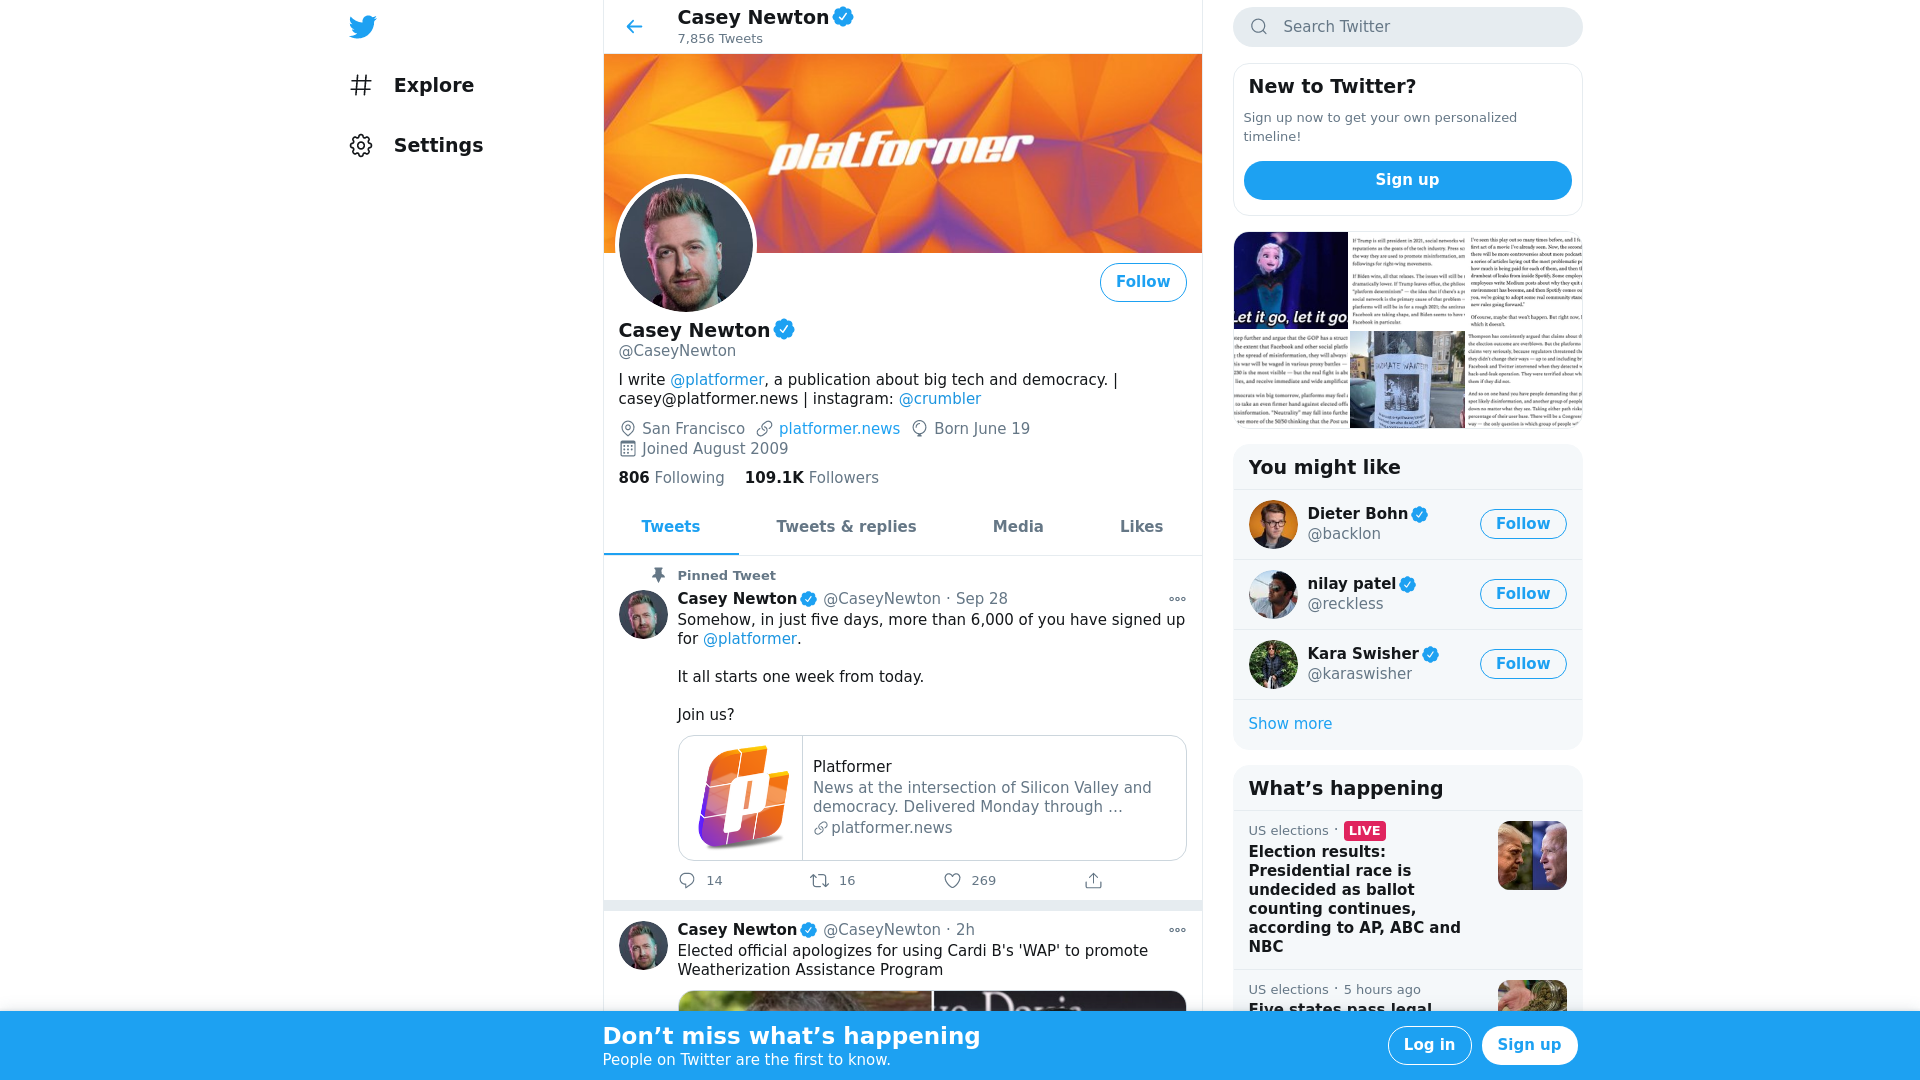 Explore
Settings
Casey Newton
7,856 Tweets
platformer
Follow
Casey Newton
@CaseyNewton
I write @platformer, a publication about big tech and democracy. |
casey@platformer.news | instagram: @crumbler
San Francisco platformer.news Born June 19
Joined August 2009
806 Following 109.1K Followers
Tweets Tweets & replies Media Likes
Pinned Tweet
Casey Newton @CaseyNewton · Sep 28
Somehow, in just five days, more than 6,000 of you have signed up
for @platformer.
It all starts one week from today.
Join us?
Platformer
News at the intersection of Silicon Valley and
democracy. Delivered Monday through …
platformer.news
14 16 269
Casey Newton @CaseyNewton · 2h
Elected official apologizes for using Cardi B's 'WAP' to promote
Weatherization Assistance Program
Search Twitter
New to Twitter?
Sign up now to get your own personalized
timeline!
Sign up
Let it go, let it go
You might like
Dieter Bohn
@backlon
Follow
nilay patel
@reckless
Follow
Kara Swisher
@karaswisher
Follow
Show more
What’s happening
US elections · LIVE
Election results:
Presidential race is
undecided as ballot
counting continues,
according to AP, ABC and
NBC
US elections · 5 hours ago
Five states pass legal
Don’t miss what’s happening
People on Twitter are the first to know.
Log in
Sign up